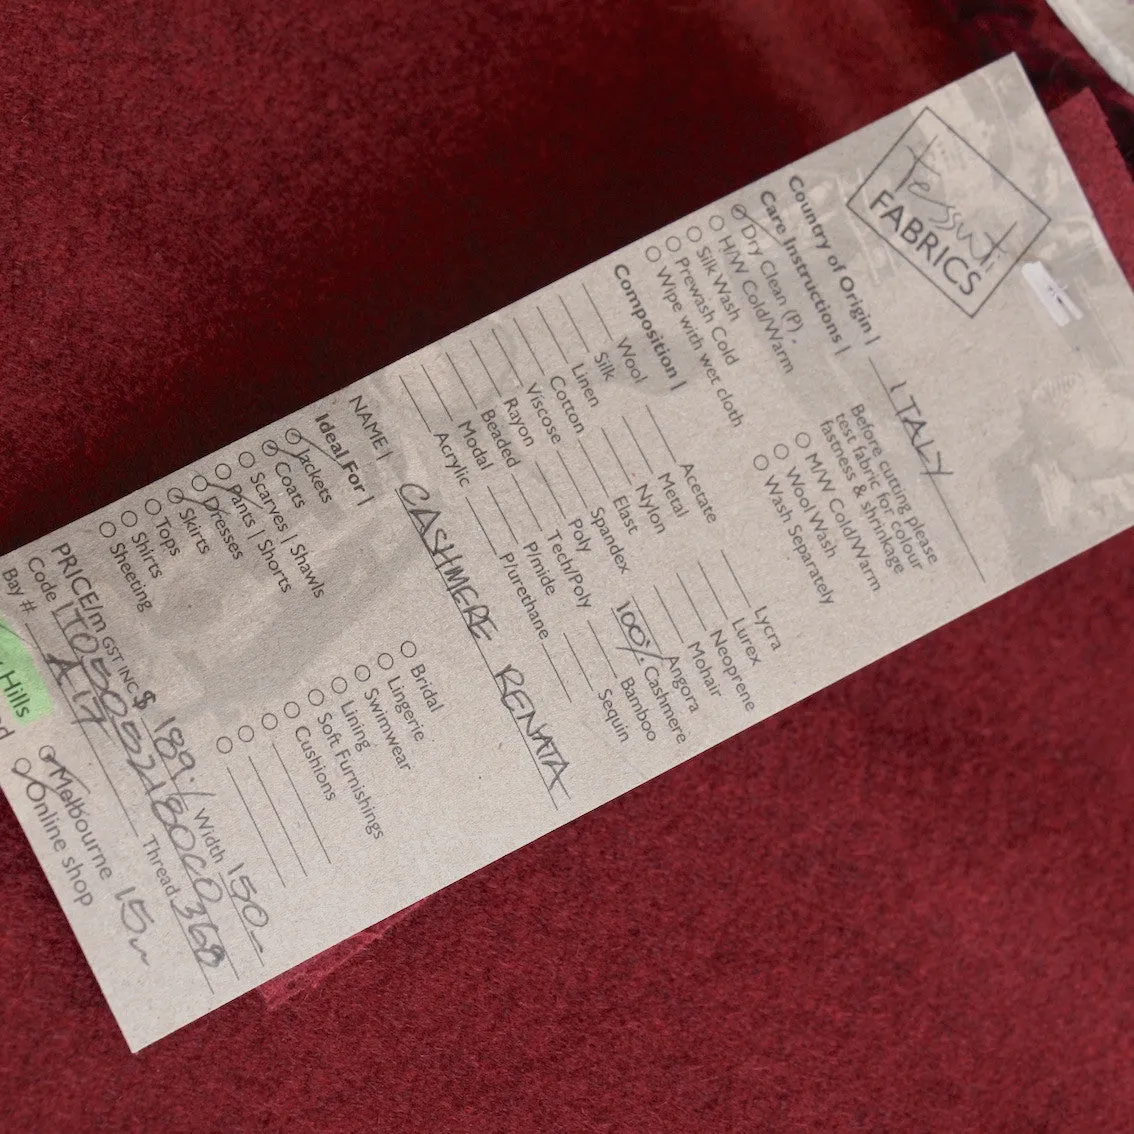 Tessuti
FABRICS
Country of Origin | ITALY
Care Instructions |
Before cutting please
test fabric for colour
fastness & shrinkage
Dry Clean (P).
H/W Cold/Warm
Silk Wash
Prewash Cold
Wipe with wet cloth
M/W Cold/Warm
Wool Wash
Wash Separately
Composition |
Wool
Silk
Linen
Cotton
Viscose
Rayon
Beaded
Modal
Acrylic
Acetate
Metal
Nylon
Elast
Spandex
Poly
Tech/Poly
P/mide
P/urethane
Lycra
Lurex
Neoprene
Mohair
Angora
100% Cashmere
Bamboo
Sequin
NAME | CASHMERE RENATA
Ideal For |
Jackets
Coats
Scarves | Shawls
Pants | Shorts
Dresses
Skirts
Tops
Shirts
Sheeting
Bridal
Lingerie
Swimwear
Lining
Soft Furnishings
Cushions
PRICE/m GST INC $ 189. Width 150
Code
Bay # A 17 Thread 360
Hills
Melbourne 15m
Online shop